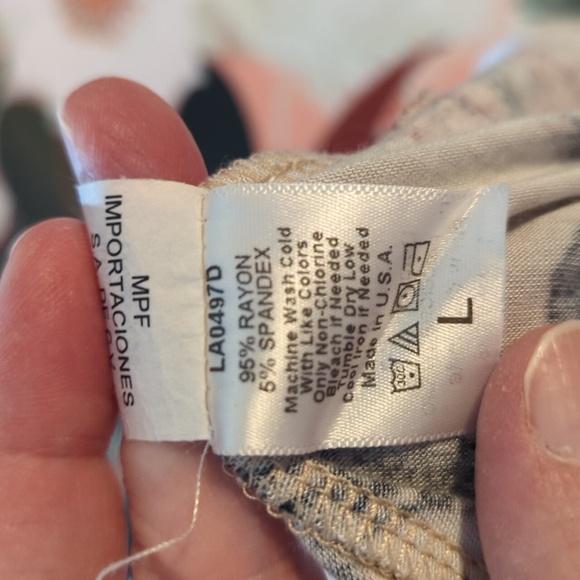 MPF
IMPORTACIONES
LA0497D
95% RAYON
5% SPANDEX
Machine Wash Cold
With Like Colors
Only Non-Chlorine
Bleach if Needed
Tumble Dry Low
Cool Iron if Needed
Made in U.S.A.
L